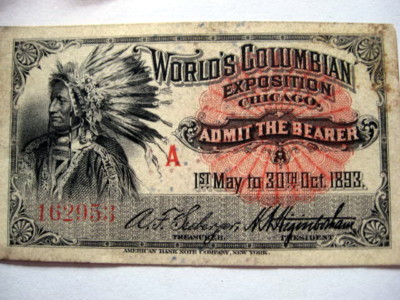 WORLD'S COLUMBIAN
EXPOSITION
CHICAGO.
ADMIT THE BEARER
A
1ST May to 30TH Oct. 1893.
162953
TREASURER. PRESIDENT
AMERICAN BANK NOTE COMPANY, NEW YORK.